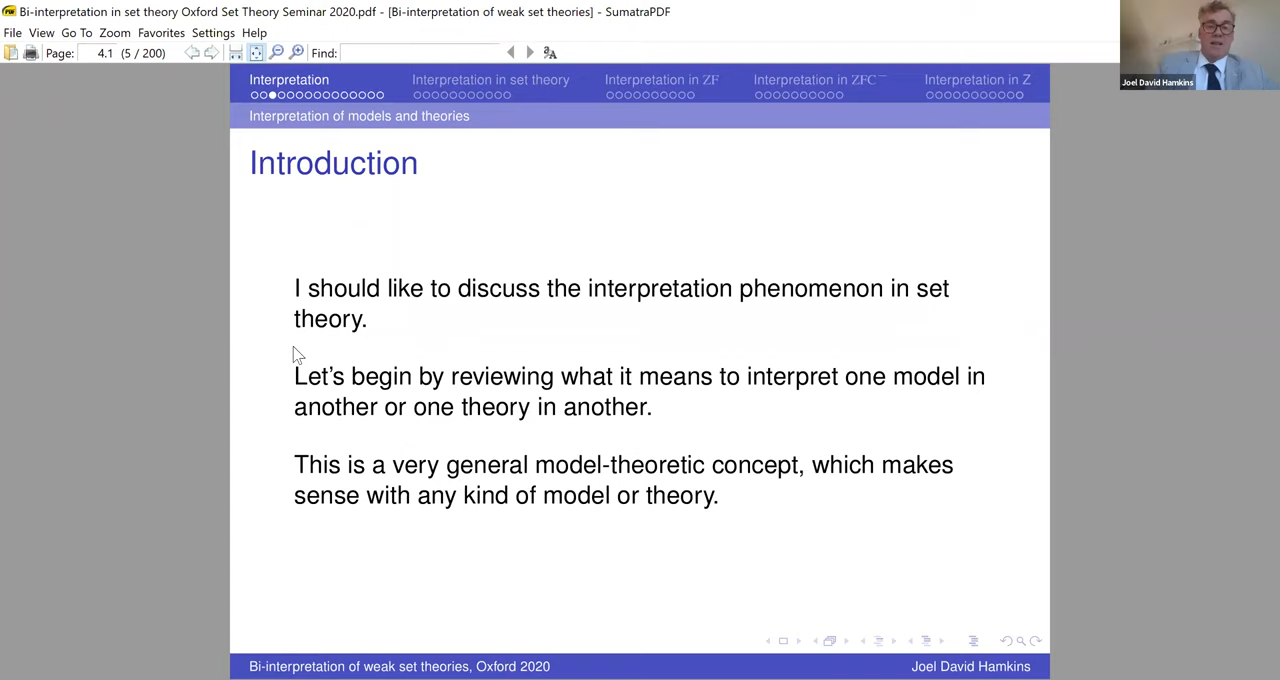 Bi-interpretation in set theory Oxford Set Theory Seminar 2020.pdf - [Bi-interpretation of weak set theories] - SumatraPDF
File View Go To Zoom Favorites Settings Help
Page: 4.1 (5 / 200) Find:
Joel David Hamkins
Interpretation Interpretation in set theory Interpretation in ZF Interpretation in ZFC⁻ Interpretation in Z
Interpretation of models and theories
Introduction
I should like to discuss the interpretation phenomenon in set
theory.
Let's begin by reviewing what it means to interpret one model in
another or one theory in another.
This is a very general model-theoretic concept, which makes
sense with any kind of model or theory.
Bi-interpretation of weak set theories, Oxford 2020 Joel David Hamkins